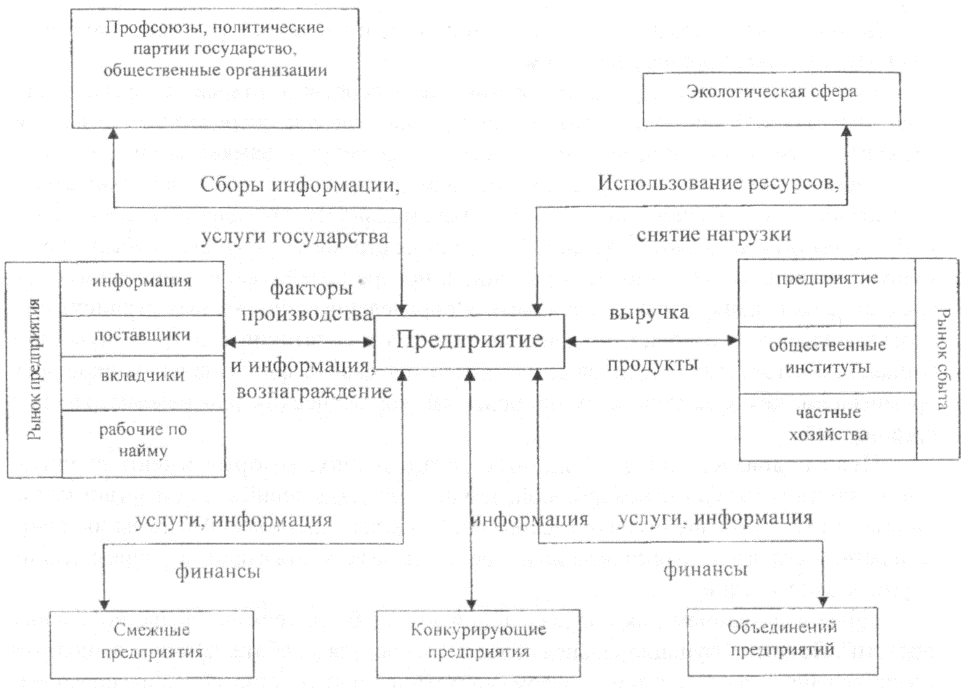 Профсоюзы, политические
партии государство,
общественные организации
Экологическая сфера
Сборы информации,
услуги государства
Использование ресурсов,
снятие нагрузки
Рынок предприятия
информация
поставщики
вкладчики
рабочие по
найму
факторы
производства
и информация,
вознаграждение
Предприятие
выручка
продукты
предприятие
общественные
институты
частные
хозяйства
Рынок сбыта
услуги, информация
финансы
информация
услуги, информация
финансы
Смежные
предприятия
Конкурирующие
предприятия
Объединений
предприятий